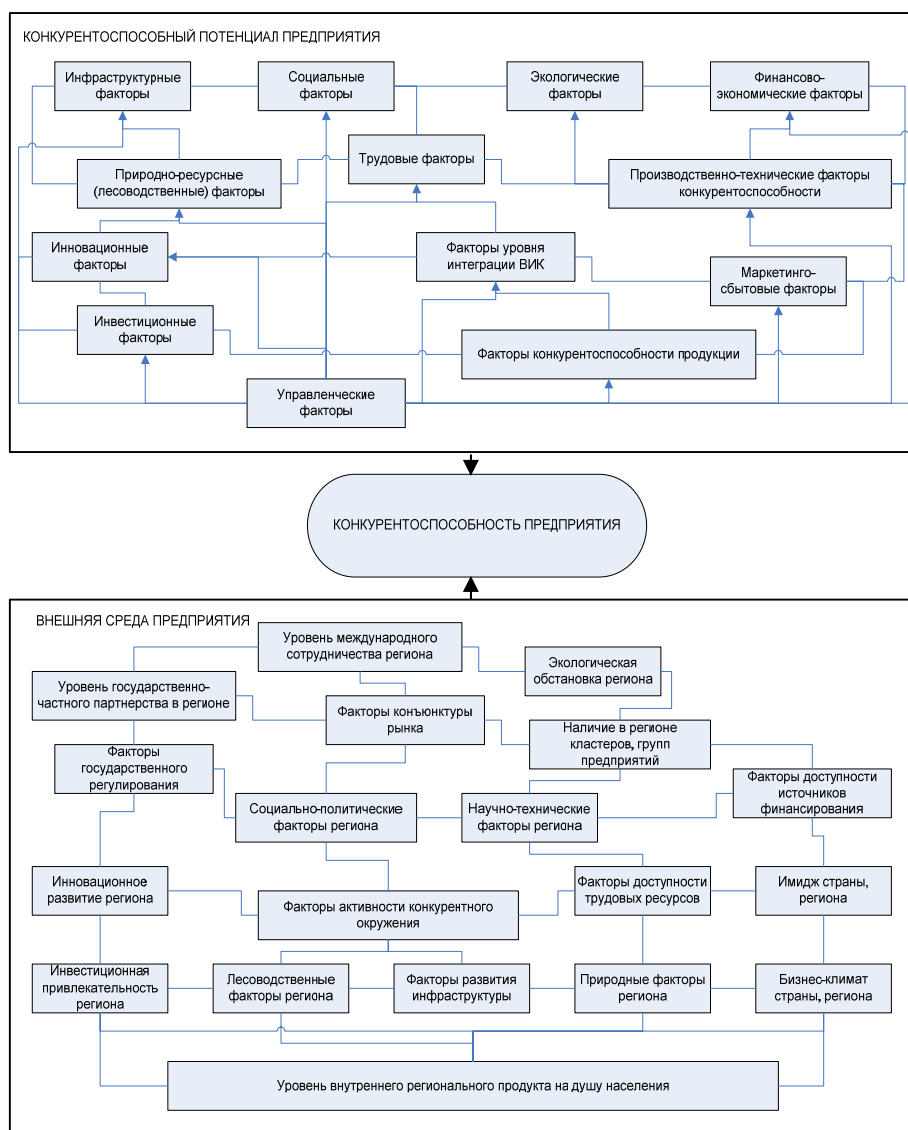 КОНКУРЕНТОСПОСОБНЫЙ ПОТЕНЦИАЛ ПРЕДПРИЯТИЯ
Инфраструктурные
факторы
Социальные
факторы
Экологические
факторы
Финансово-
экономические факторы
Природно-ресурсные
(лесоводственные) факторы
Трудовые факторы
Производственно-технические факторы
конкурентоспособности
Инновационные
факторы
Факторы уровня
интеграции ВИК
Маркетинго-
сбытовые факторы
Инвестиционные
факторы
Факторы конкурентоспособности продукции
Управленческие
факторы
КОНКУРЕНТОСПОСОБНОСТЬ ПРЕДПРИЯТИЯ
ВНЕШНЯЯ СРЕДА ПРЕДПРИЯТИЯ
Уровень международного
сотрудничества региона
Экологическая
обстановка региона
Уровень государственно-
частного партнерства в регионе
Факторы конъюнктуры
рынка
Наличие в регионе
кластеров, групп
предприятий
Факторы
государственного
регулирования
Социально-политические
факторы региона
Научно-технические
факторы региона
Факторы доступности
источников
финансирования
Инновационное
развитие региона
Факторы активности конкурентного
окружения
Факторы доступности
трудовых ресурсов
Имидж страны,
региона
Инвестиционная
привлекательность
региона
Лесоводственные
факторы региона
Факторы развития
инфраструктуры
Природные факторы
региона
Бизнес-климат
страны, региона
Уровень внутреннего регионального продукта на душу населения